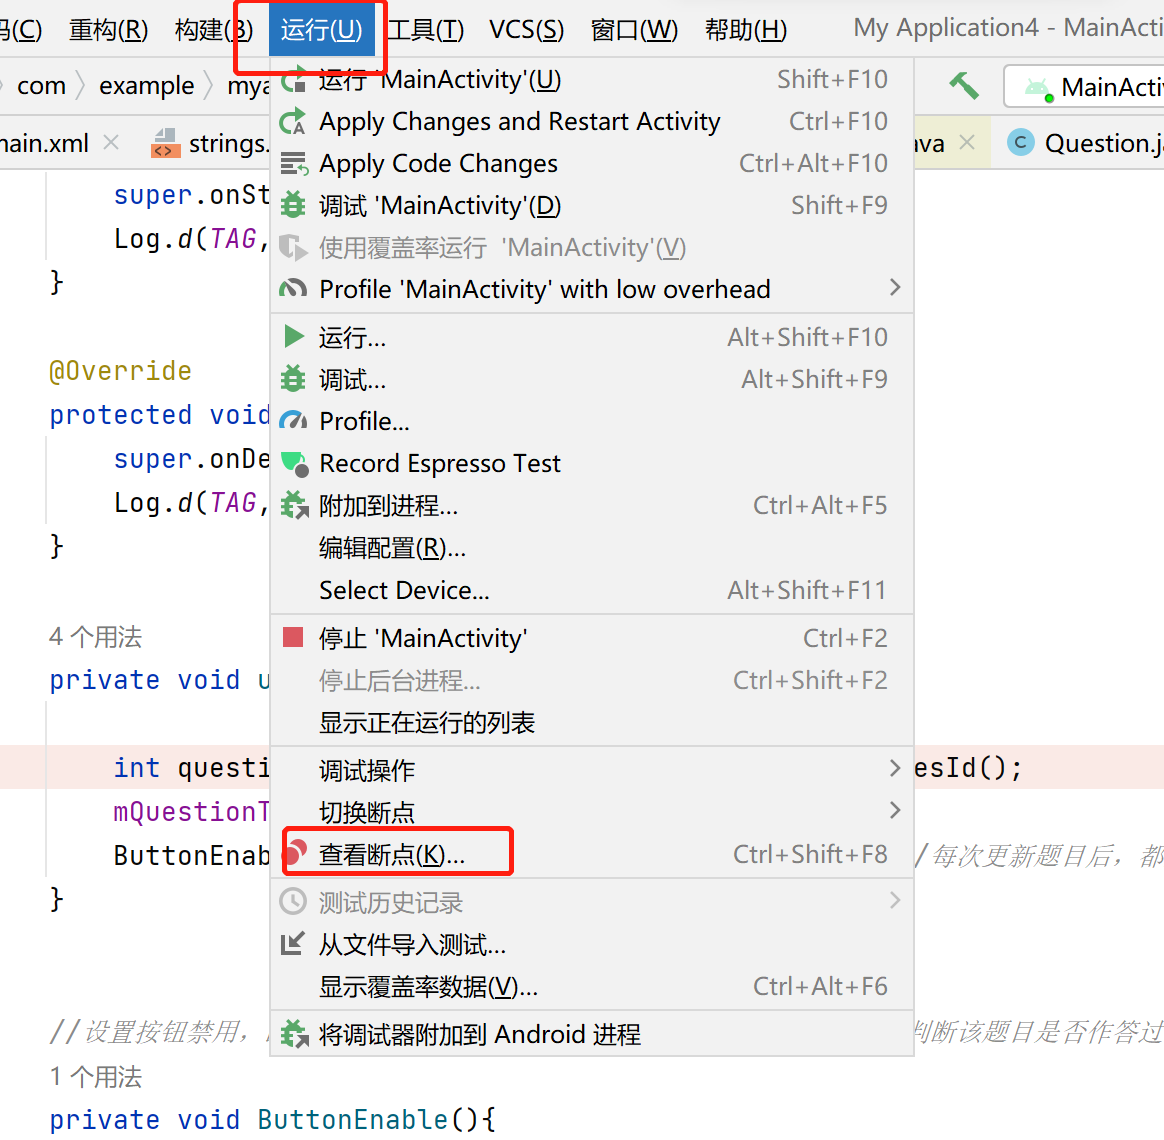 码(C) 重构(R) 构建(B) 运行(U) 工具(T) VCS(S) 窗口(W) 帮助(H) My Application4 - MainActi
com example mya
MainActiv
main.xml strings. ava Question.ja
运行 'MainActivity'(U) Shift+F10
Apply Changes and Restart Activity Ctrl+F10
Apply Code Changes Ctrl+Alt+F10
调试 'MainActivity'(D) Shift+F9
使用覆盖率运行 'MainActivity'(V)
Profile 'MainActivity' with low overhead
运行... Alt+Shift+F10
调试... Alt+Shift+F9
Profile...
Record Espresso Test
附加到进程... Ctrl+Alt+F5
编辑配置(R)...
Select Device... Alt+Shift+F11
停止 'MainActivity' Ctrl+F2
停止后台进程... Ctrl+Shift+F2
显示正在运行的列表
调试操作
切换断点
查看断点(K)... Ctrl+Shift+F8
测试历史记录
从文件导入测试...
显示覆盖率数据(V)... Ctrl+Alt+F6
将调试器附加到 Android 进程
super.onSt
Log.d(TAG,
}
@Override
protected void
super.onDe
Log.d(TAG,
}
4 个用法
private void u
int questi esId();
mQuestionT
ButtonEnab /每次更新题目后，都
}
//设置按钮禁用， 判断该题目是否作答过
1 个用法
private void ButtonEnable(){